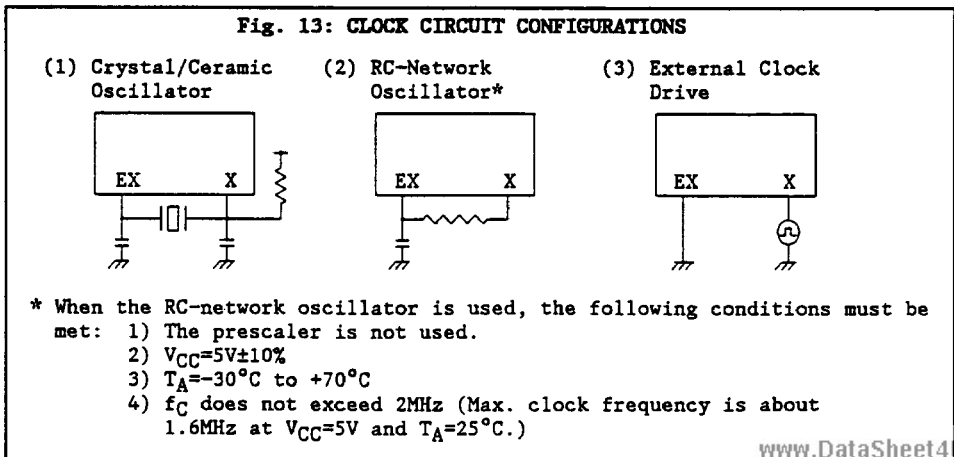 Fig. 13: CLOCK CIRCUIT CONFIGURATIONS
(1) Crystal/Ceramic Oscillator
(2) RC-Network Oscillator*
(3) External Clock Drive
EX X
EX X
EX X
* When the RC-network oscillator is used, the following conditions must be
met: 1) The prescaler is not used.
2) VCC=5V±10%
3) TA=-30°C to +70°C
4) fC does not exceed 2MHz (Max. clock frequency is about
1.6MHz at VCC=5V and TA=25°C.)
www.DataSheet4